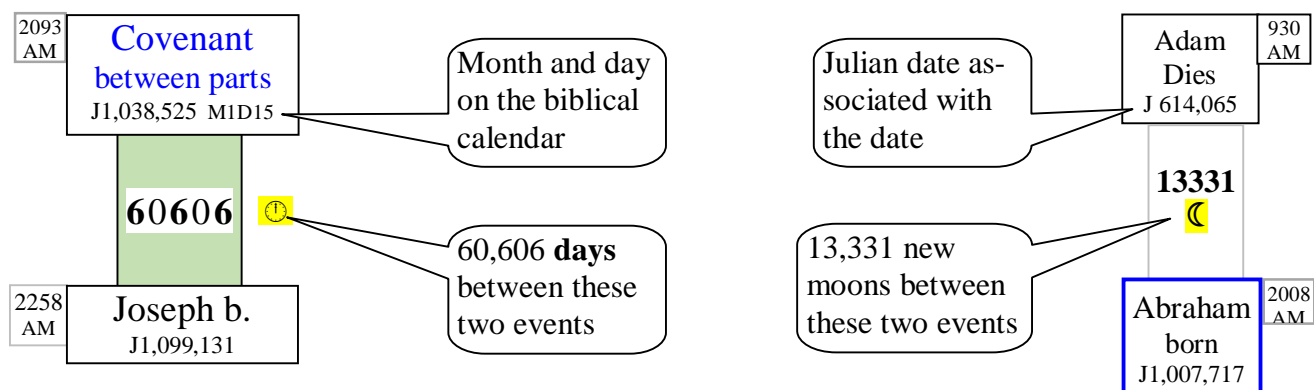 2093
AM
Covenant
between parts
J1,038,525 M1D15
Month and day
on the biblical
calendar
60606
60,606 days
between these
two events
2258
AM
Joseph b.
J1,099,131
Julian date as-
sociated with
the date
Adam
Dies
J 614,065
930
AM
13331
13,331 new
moons between
these two events
Abraham
born
J1,007,717
2008
AM